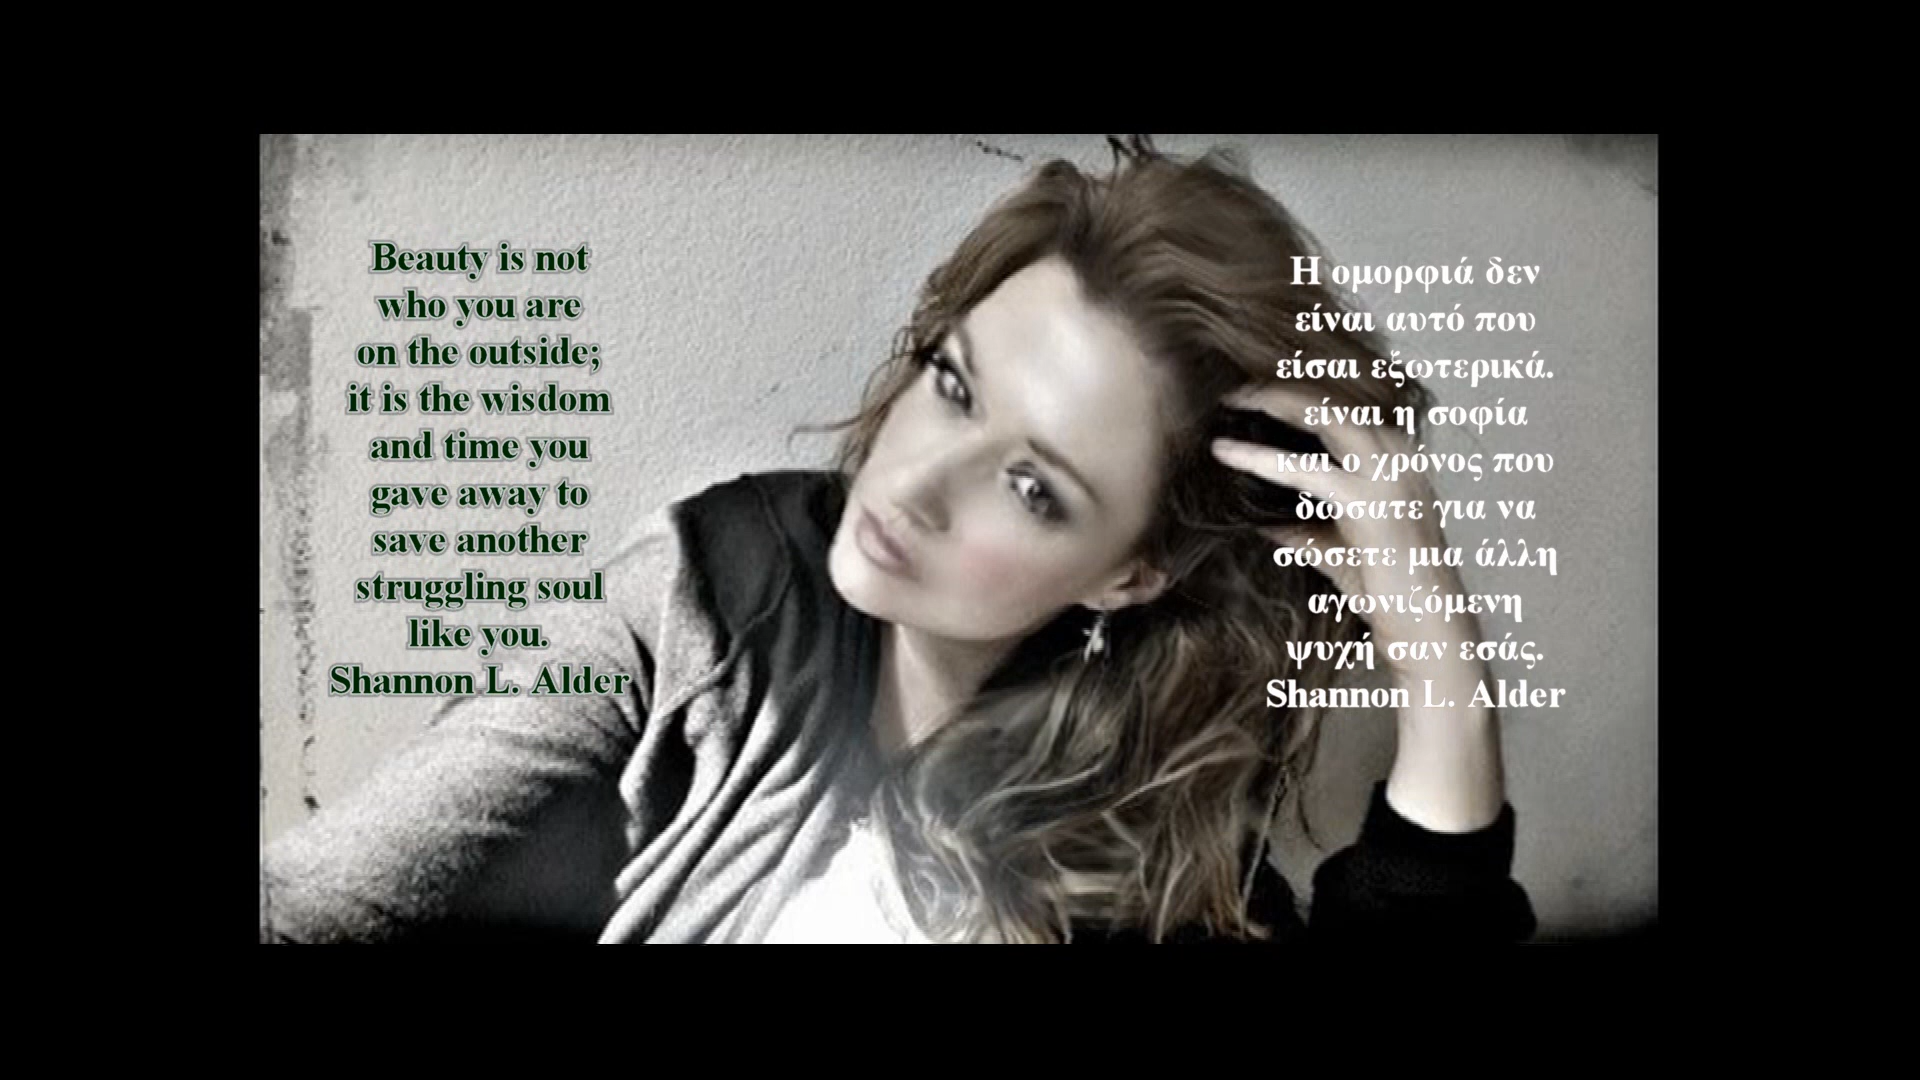 Beauty is not
who you are
on the outside;
it is the wisdom
and time you
gave away to
save another
struggling soul
like you.
Shannon L. Alder
Η ομορφιά δεν
είναι αυτό που
είσαι εξωτερικά.
είναι η σοφία
και ο χρόνος που
δώσατε για να
σώσετε μια άλλη
αγωνιζόμενη
ψυχή σαν εσάς.
Shannon L. Alder